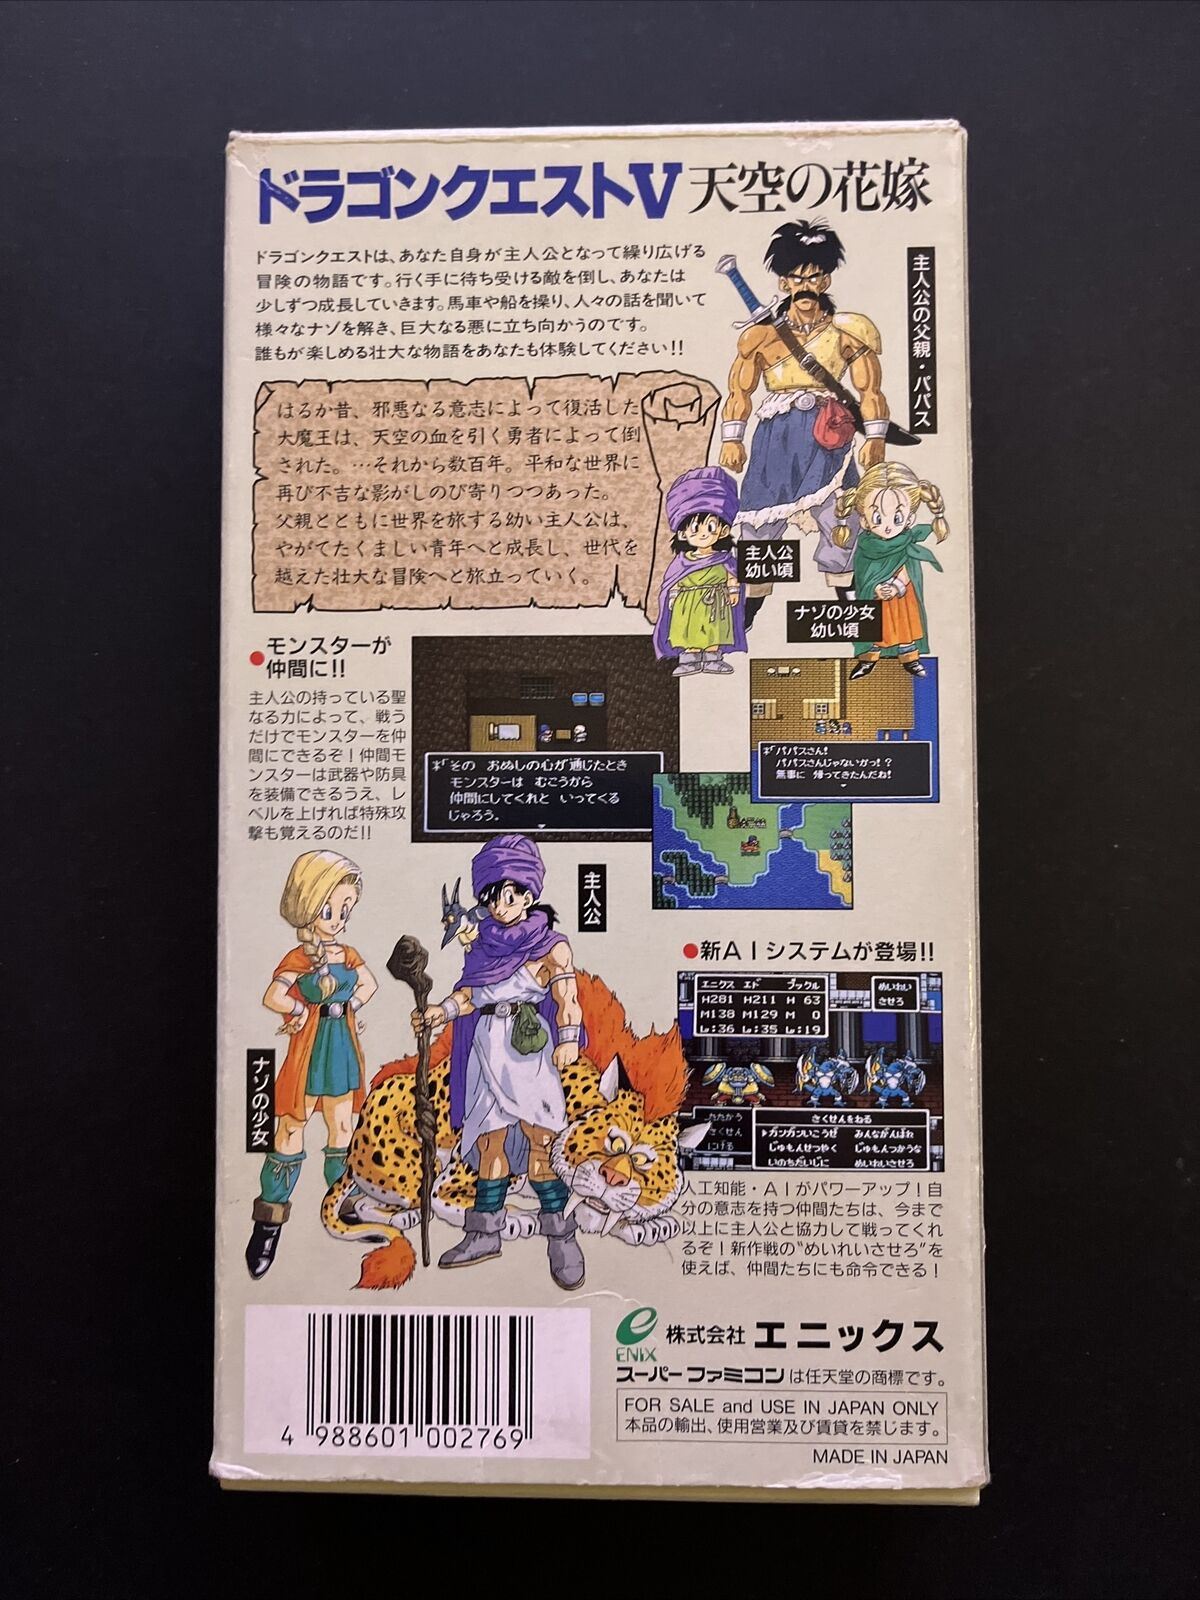 ドラゴンクエストV 天空の花嫁
ドラゴンクエストは、あなた自身が主人公となって繰り広げる
冒険の物語です。行く手に待ち受ける敵を倒し、あなたは
少しずつ成長していきます。馬車や船を操り、人々の話を聞いて
様々なナゾを解き、巨大なる悪に立ち向かうのです。
誰もが楽しめる壮大な物語をあなたも体験してください!!
主人公の父親・パパス
はるか昔、邪悪なる意志によって復活した
大魔王は、天空の血を引く勇者によって倒
された。…それから数百年。平和な世界に
再び不吉な影がしのび寄りつつあった。
父親とともに世界を旅する幼い主人公は、
やがてたくましい青年へと成長し、世代を
越えた壮大な冒険へと旅立っていく。
主人公
幼い頃
ナゾの少女
幼い頃
●モンスターが
仲間に!!
主人公の持っている聖
なる力によって、戦う
だけでモンスターを仲
間にできるぞ!仲間モ
ンスターは武器や防具
を装備できるうえ、レ
ベルを上げれば特殊攻
撃も覚えるのだ!!
*「その おぬしの心が通じたとき
モンスターは むこうから
仲間にしてくれと いってくる
じゃろう。
*「パパスさん!
パパスさんじゃないかっ!?
無事に 帰ってきたんだね!
主人公
ナゾの少女
●新AIシステムが登場!!
エニクス エド プックル
H281 H211 H 63
M138 M129 M 0
レ:36 レ:35 レ:19
めいれい
させろ
たたかう
さくせん
にげる
さくせんをねる
▶ガンガンいこうぜ みんながんばれ
じゅもんせつやく じゅもんつかうな
いのちだいじに めいれいさせろ
人工知能・AIがパワーアップ!自
分の意志を持つ仲間たちは、今まで
以上に主人公と協力して戦ってくれ
るぞ!新作戦の“めいれいさせろ”を
使えば、仲間たちにも命令できる!
4 988601 002769
e
ENIX
株式会社 エニックス
スーパーファミコンは任天堂の商標です。
FOR SALE and USE IN JAPAN ONLY
本品の輸出、使用営業及び賃貸を禁じます。
MADE IN JAPAN